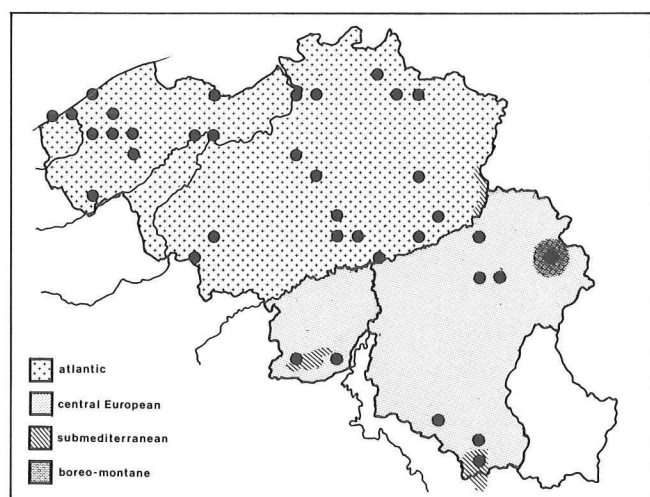 atlantic
central European
submediterranean
boreo-montane